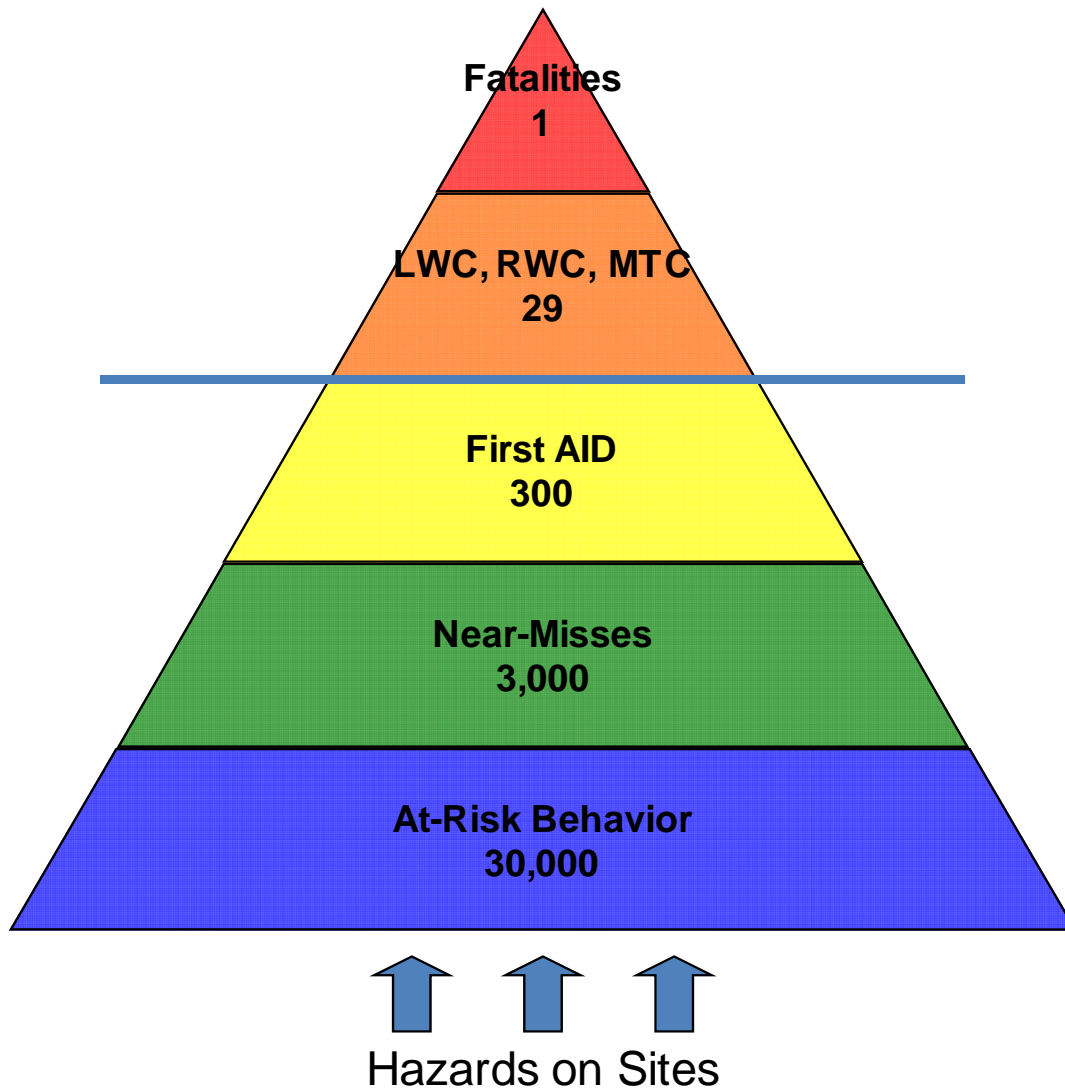 Fatalities
1
LWC, RWC, MTC
29
First AID
300
Near-Misses
3,000
At-Risk Behavior
30,000
Hazards on Sites